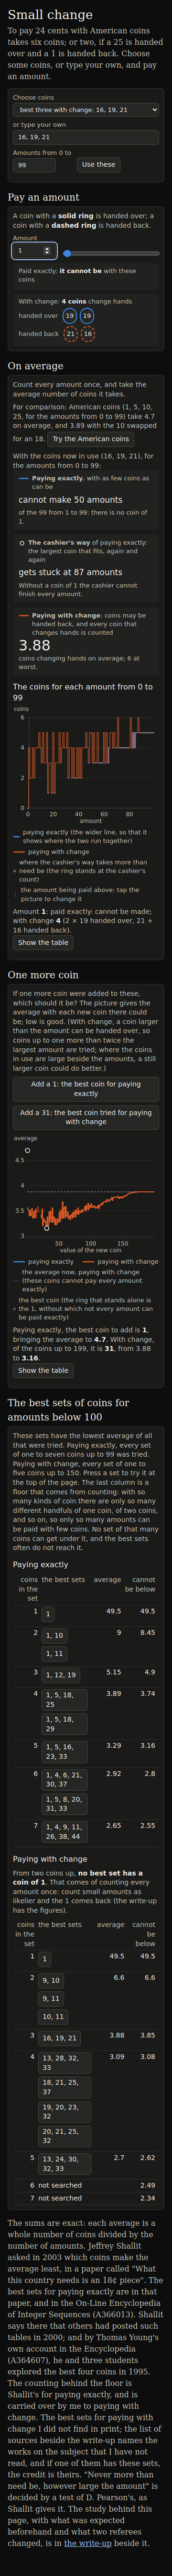 Small change
To pay 24 cents with American coins
takes six coins; or two, if a 25 is handed
over and a 1 is handed back. Choose
some coins, or type your own, and pay
an amount.
Choose coins
best three with change: 16, 19, 21
or type your own
16, 19, 21
Amounts from 0 to
99
Use these
Pay an amount
A coin with a solid ring is handed over; a
coin with a dashed ring is handed back.
Amount
1
Paid exactly: it cannot be with these
coins
With change: 4 coins change hands
handed over 19 19
handed back 21 16
On average
Count every amount once, and take the
average number of coins it takes.
For comparison: American coins (1, 5, 10,
25, for the amounts from 0 to 99) take 4.7
on average, and 3.89 with the 10 swapped
for an 18. Try the American coins
With the coins now in use (16, 19, 21), for
the amounts from 0 to 99:
Paying exactly, with as few coins as
can be
cannot make 50 amounts
of the 99 from 1 to 99: there is no coin of
1.
The cashier's way of paying exactly: the
largest coin that fits, again and
again
gets stuck at 87 amounts
Without a coin of 1 the cashier cannot
finish every amount.
Paying with change: coins may be
handed back, and every coin that
changes hands is counted
3.88
coins changing hands on average; 6 at
worst.
The coins for each amount from 0 to
99
coins
6
4
2
0
0 20 40 60 80
amount
paying exactly (the wider line, so that it
shows where the two run together)
paying with change
where the cashier's way takes more than
need be (the ring stands at the cashier's
count)
the amount being paid above; tap the
picture to change it
Amount 1: paid exactly: cannot be made;
with change 4 (2 × 19 handed over, 21 +
16 handed back).
Show the table
One more coin
If one more coin were added to these,
which should it be? The picture gives the
average with each new coin there could
be; low is good. (With change, a coin larger
than the amount can be handed over, so
coins up to one more than twice the
largest amount are tried; where the coins
in use are large beside the amounts, a still
larger coin could do better.)
Add a 1: the best coin for paying
exactly
Add a 31: the best coin tried for paying
with change
average
4.5
4
3.5
3
50 100 150
value of the new coin
paying exactly
paying with change
the average now, paying with change
(these coins cannot pay every amount
exactly)
the best coin (the ring that stands alone is
the 1, without which not every amount can
be paid exactly)
Paying exactly, the best coin to add is 1,
bringing the average to 4.7. With change,
of the coins up to 199, it is 31, from 3.88
to 3.16.
Show the table
The best sets of coins for
amounts below 100
These sets have the lowest average of all
that were tried. Paying exactly, every set
of one to seven coins up to 99 was tried.
Paying with change, every set of one to
five coins up to 150. Press a set to try it at
the top of the page. The last column is a
floor that comes from counting: with so
many kinds of coin there are only so many
different handfuls of one coin, of two coins,
and so on, so only so many amounts can
be paid with few coins. No set of that many
coins can get under it, and the best sets
often do not reach it.
Paying exactly
coins in the set the best sets average cannot be below
1 1 49.5 49.5
2 1, 10 9 8.45
1, 11
3 1, 12, 19 5.15 4.9
4 1, 5, 18, 25 3.89 3.74
1, 5, 18, 29
5 1, 5, 16, 23, 33 3.29 3.16
6 1, 4, 6, 21, 30, 37 2.92 2.8
1, 5, 8, 20, 31, 33
7 1, 4, 9, 11, 26, 38, 44 2.65 2.55
Paying with change
From two coins up, no best set has a
coin of 1. That comes of counting every
amount once: count small amounts as
likelier and the 1 comes back (the write-up
has the figures).
coins in the set the best sets average cannot be below
1 1 49.5 49.5
2 9, 10 6.6 6.6
9, 11
10, 11
3 16, 19, 21 3.88 3.85
4 13, 28, 32, 33 3.09 3.08
18, 21, 25, 37
19, 20, 23, 32
20, 21, 25, 32
5 13, 24, 30, 32, 33 2.7 2.62
6 not searched 2.49
7 not searched 2.34
The sums are exact: each average is a
whole number of coins divided by the
number of amounts. Jeffrey Shallit
asked in 2003 which coins make the
average least, in a paper called "What
this country needs is an 18¢ piece". The
best sets for paying exactly are in that
paper, and in the On-Line Encyclopedia
of Integer Sequences (A366013). Shallit
says there that others had posted such
tables in 2000; and by Thomas Young's
own account in the Encyclopedia
(A364607), he and three students
explored the best four coins in 1995.
The counting behind the floor is
Shallit's for paying exactly, and is
carried over by me to paying with
change. The best sets for paying with
change I did not find in print; the list of
sources beside the write-up names the
works on the subject that I have not
read, and if one of them has these sets,
the credit is theirs. "Never more than
need be, however large the amount" is
decided by a test of D. Pearson's, as
Shallit gives it. The study behind this
page, with what was expected
beforehand and what two referees
changed, is in the write-up beside it.